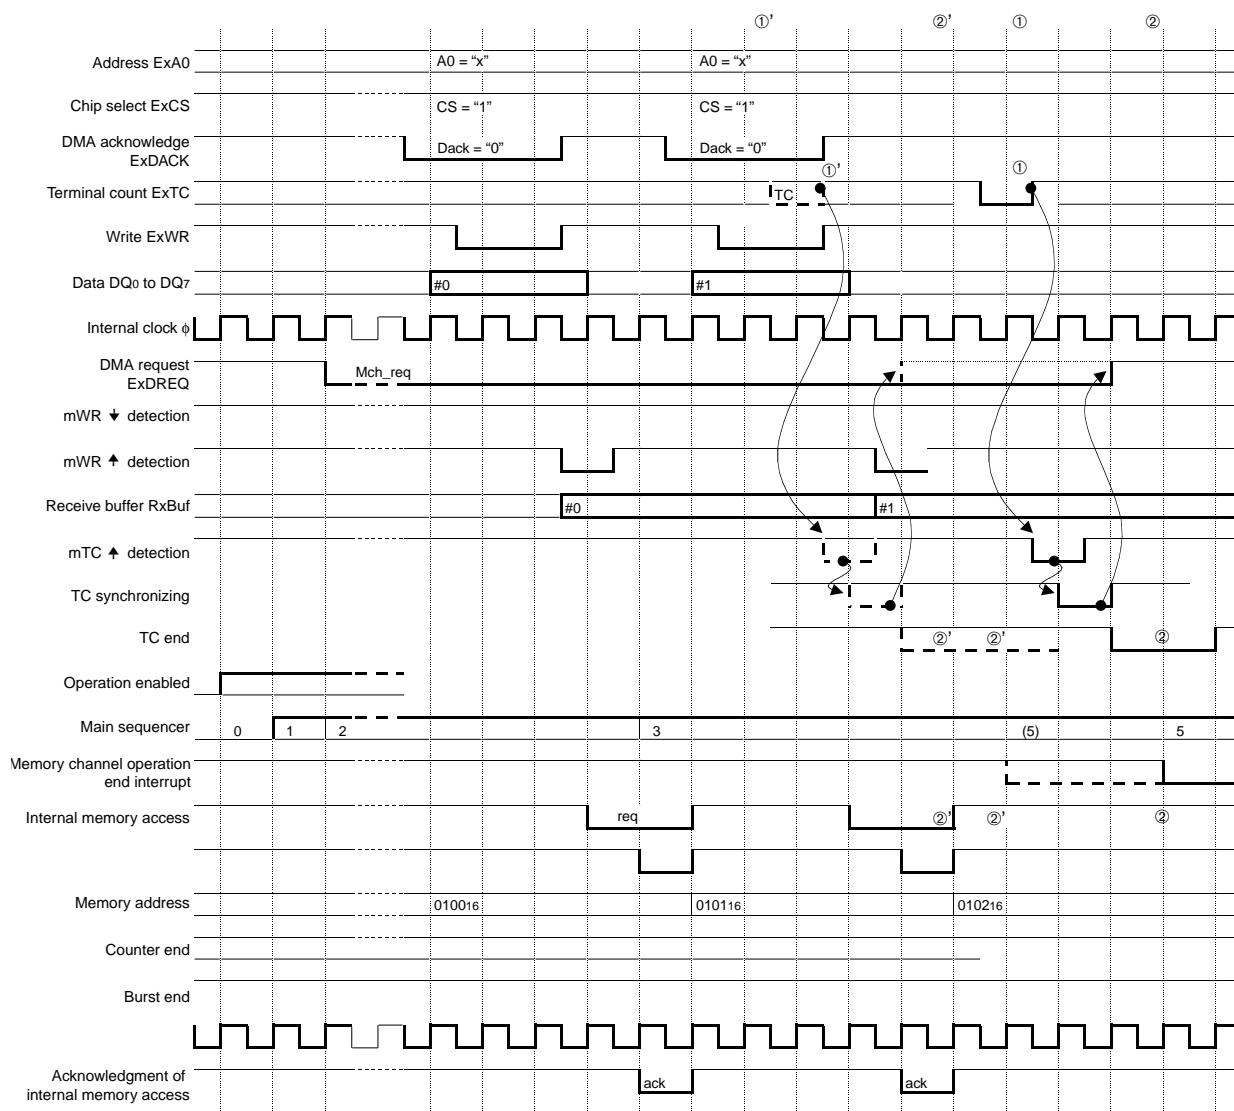 ①’ ②’ ① ②
Address ExA0 A0 = “x” A0 = “x”
Chip select ExCS CS = “1” CS = “1”
DMA acknowledge
ExDACK Dack = “0” Dack = “0”
①’ ①
Terminal count ExTC TC
Write ExWR
Data DQ0 to DQ7 #0 #1
Internal clock ϕ
DMA request
ExDREQ Mch_req
mWR ↓ detection
mWR ↑ detection
Receive buffer RxBuf #0 #1
mTC ↑ detection
TC synchronizing
TC end ②’ ②’ ②
Operation enabled
Main sequencer 0 1 2 3 (5) 5
Memory channel operation
end interrupt
Internal memory access req ②’ ②’ ②
Memory address 010016 010116 010216
Counter end
Burst end
Acknowledgment of
internal memory access ack ack